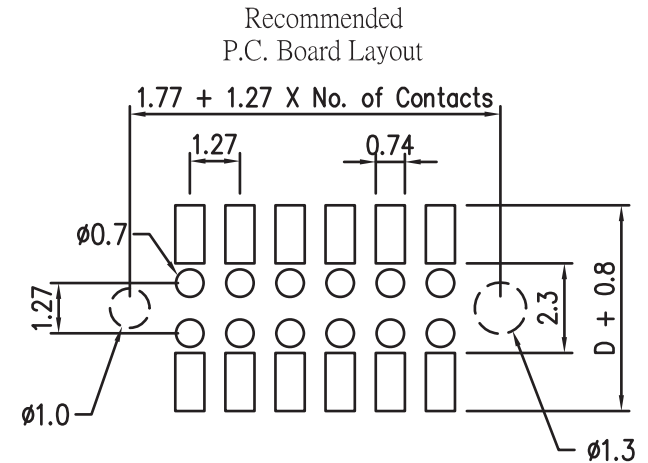 Recommended
P.C. Board Layout
1.77 + 1.27 X No. of Contacts
1.27
0.74
ø0.7
1.27
2.3
D + 0.8
ø1.0
ø1.3